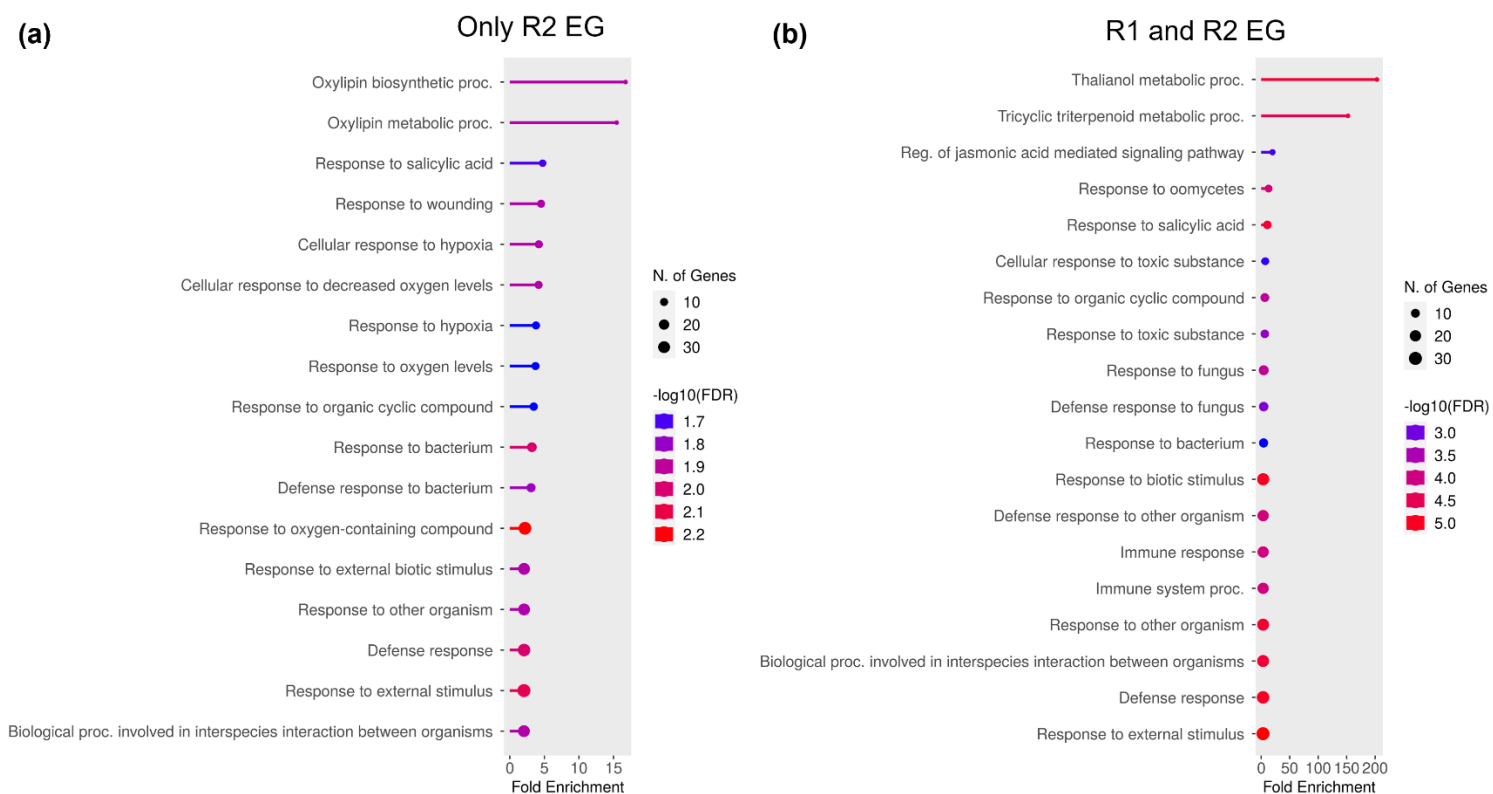 (a)
Only R2 EG
Oxylipin biosynthetic proc.
Oxylipin metabolic proc.
Response to salicylic acid
Response to wounding
Cellular response to hypoxia
Cellular response to decreased oxygen levels
Response to hypoxia
Response to oxygen levels
Response to organic cyclic compound
Response to bacterium
Defense response to bacterium
Response to oxygen-containing compound
Response to external biotic stimulus
Response to other organism
Defense response
Response to external stimulus
Biological proc. involved in interspecies interaction between organisms
0 5 10 15
Fold Enrichment
N. of Genes
10
20
30
-log10(FDR)
1.7
1.8
1.9
2.0
2.1
2.2
(b)
R1 and R2 EG
Thalianol metabolic proc.
Tricyclic triterpenoid metabolic proc.
Reg. of jasmonic acid mediated signaling pathway
Response to oomycetes
Response to salicylic acid
Cellular response to toxic substance
Response to organic cyclic compound
Response to toxic substance
Response to fungus
Defense response to fungus
Response to bacterium
Response to biotic stimulus
Defense response to other organism
Immune response
Immune system proc.
Response to other organism
Biological proc. involved in interspecies interaction between organisms
Defense response
Response to external stimulus
0 50 100 150 200
Fold Enrichment
N. of Genes
10
20
30
-log10(FDR)
3.0
3.5
4.0
4.5
5.0